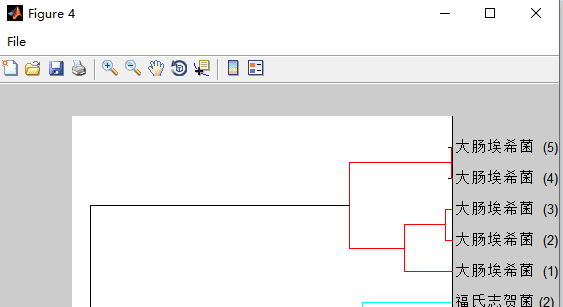 Figure 4
File
大肠埃希菌 (5)
大肠埃希菌 (4)
大肠埃希菌 (3)
大肠埃希菌 (2)
大肠埃希菌 (1)
福氏志贺菌(2)